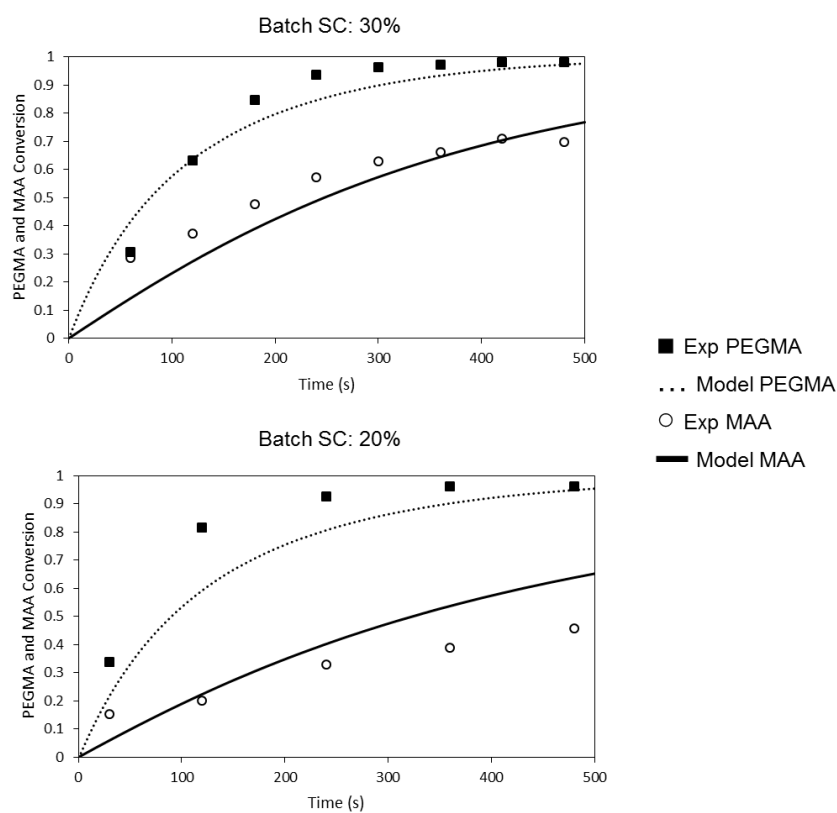 Batch SC: 30%
PEGMA and MAA Conversion
1
0.9
0.8
0.7
0.6
0.5
0.4
0.3
0.2
0.1
0
0 100 200 300 400 500
Time (s)
Exp PEGMA
Model PEGMA
Exp MAA
Model MAA
Batch SC: 20%
PEGMA and MAA Conversion
1
0.9
0.8
0.7
0.6
0.5
0.4
0.3
0.2
0.1
0
0 100 200 300 400 500
Time (s)